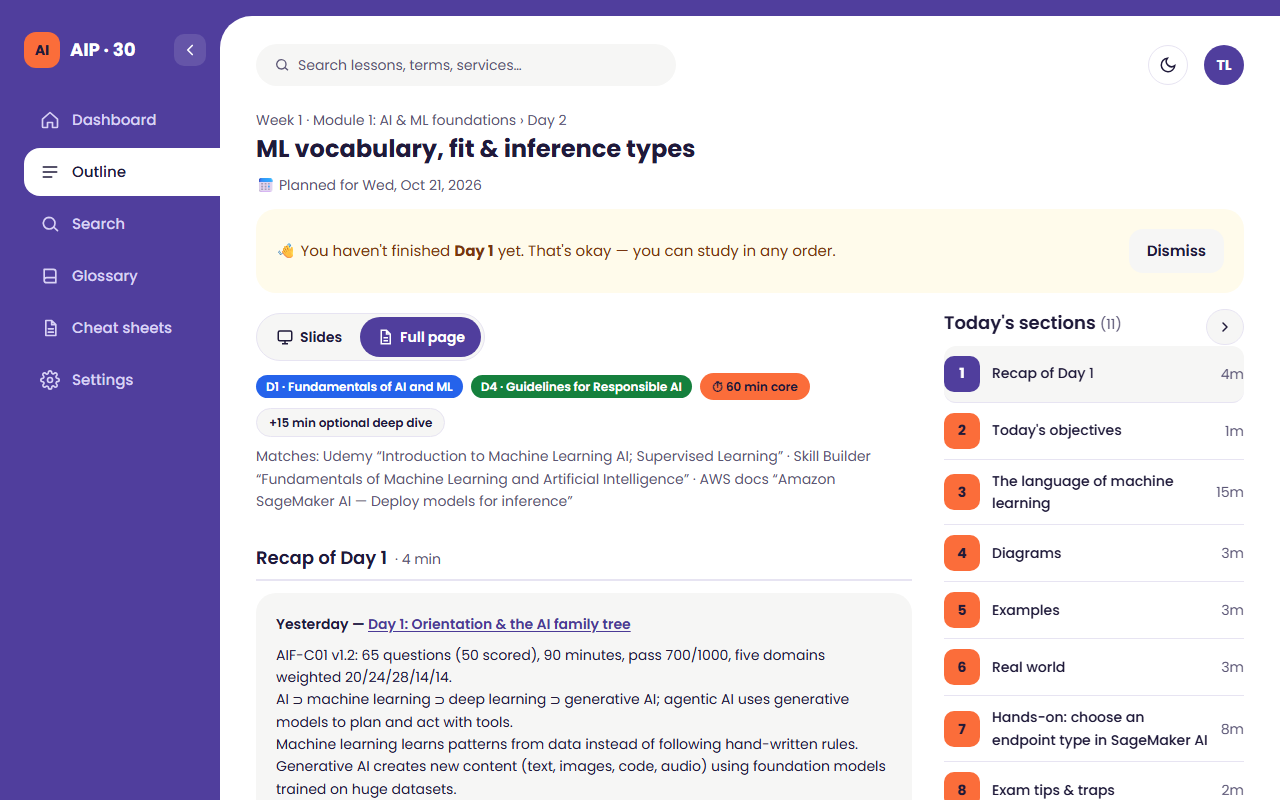 AI AIP · 30
Dashboard
Outline
Search
Glossary
Cheat sheets
Settings
Search lessons, terms, services…
TL
Week 1 · Module 1: AI & ML foundations › Day 2
ML vocabulary, fit & inference types
Planned for Wed, Oct 21, 2026
You haven't finished Day 1 yet. That's okay — you can study in any order.
Dismiss
Slides
Full page
D1 · Fundamentals of AI and ML
D4 · Guidelines for Responsible AI
60 min core
+15 min optional deep dive
Matches: Udemy “Introduction to Machine Learning AI; Supervised Learning” · Skill Builder
“Fundamentals of Machine Learning and Artificial Intelligence” · AWS docs “Amazon
SageMaker AI — Deploy models for inference”
Recap of Day 1 · 4 min
Yesterday — Day 1: Orientation & the AI family tree
AIF-C01 v1.2: 65 questions (50 scored), 90 minutes, pass 700/1000, five domains
weighted 20/24/28/14/14.
AI ⊃ machine learning ⊃ deep learning ⊃ generative AI; agentic AI uses generative
models to plan and act with tools.
Machine learning learns patterns from data instead of following hand-written rules.
Generative AI creates new content (text, images, code, audio) using foundation models
trained on huge datasets.
Today's sections (11)
1 Recap of Day 1 4m
2 Today's objectives 1m
3 The language of machine
learning 15m
4 Diagrams 3m
5 Examples 3m
6 Real world 3m
7 Hands-on: choose an
endpoint type in SageMaker AI 8m
8 Exam tips & traps 2m